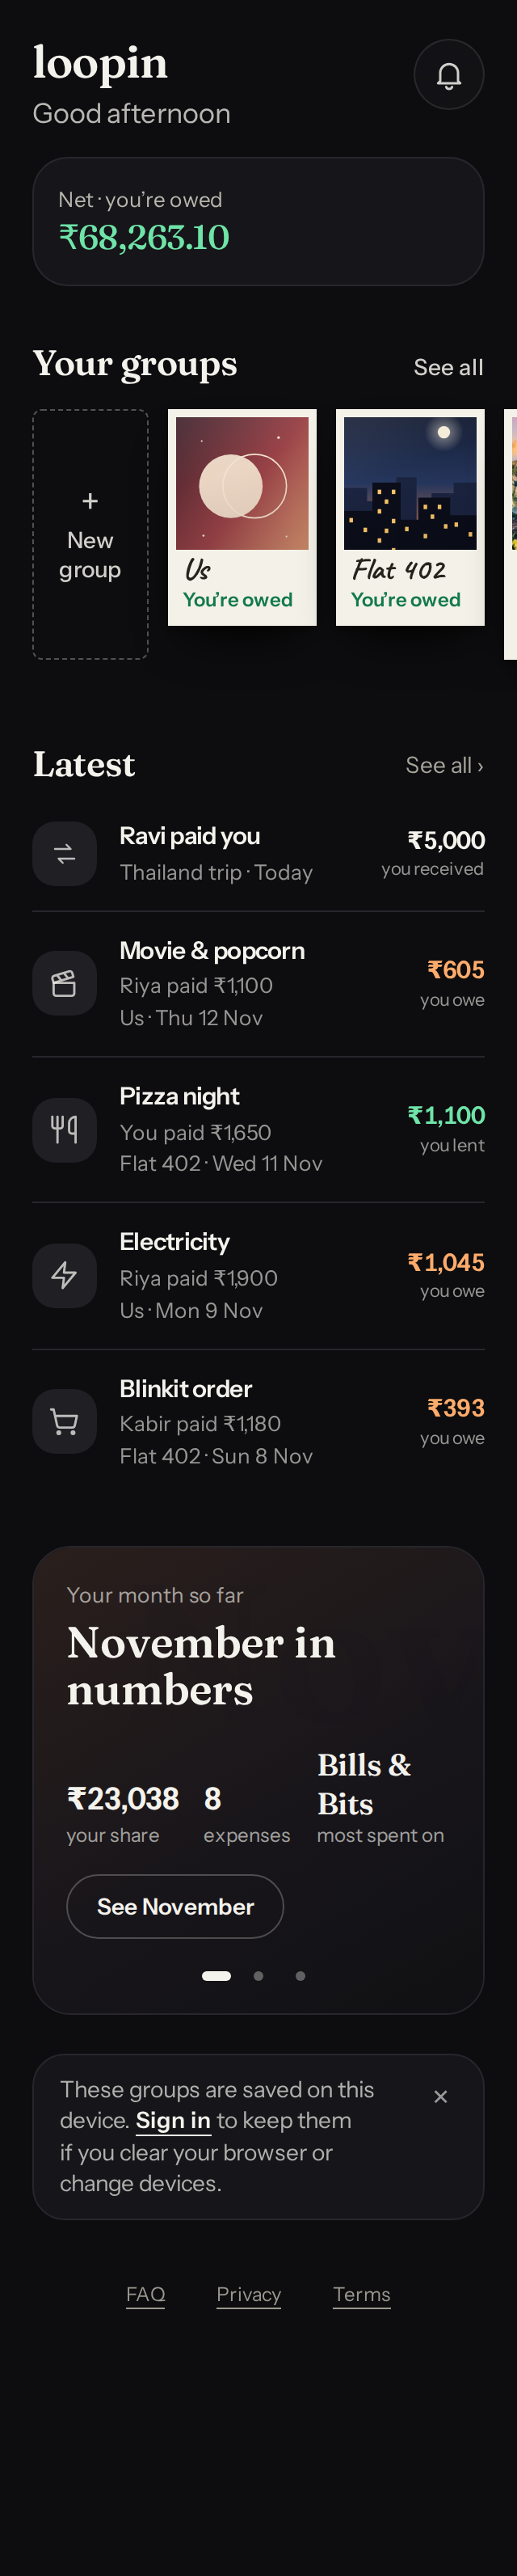 loopin
Good afternoon
Net · you’re owed
₹68,263.10
Your groups
See all
+
New
group
Us
You’re owed
Flat 402
You’re owed
Latest
See all ›
Ravi paid you
₹5,000
Thailand trip · Today
you received
Movie & popcorn
Riya paid ₹1,100
Us · Thu 12 Nov
₹605
you owe
Pizza night
You paid ₹1,650
Flat 402 · Wed 11 Nov
₹1,100
you lent
Electricity
Riya paid ₹1,900
Us · Mon 9 Nov
₹1,045
you owe
Blinkit order
Kabir paid ₹1,180
Flat 402 · Sun 8 Nov
₹393
you owe
Your month so far
November in
numbers
₹23,038
your share
8
expenses
Bills &
Bits
most spent on
See November
These groups are saved on this
device. Sign in to keep them
if you clear your browser or
change devices.
×
FAQ
Privacy
Terms